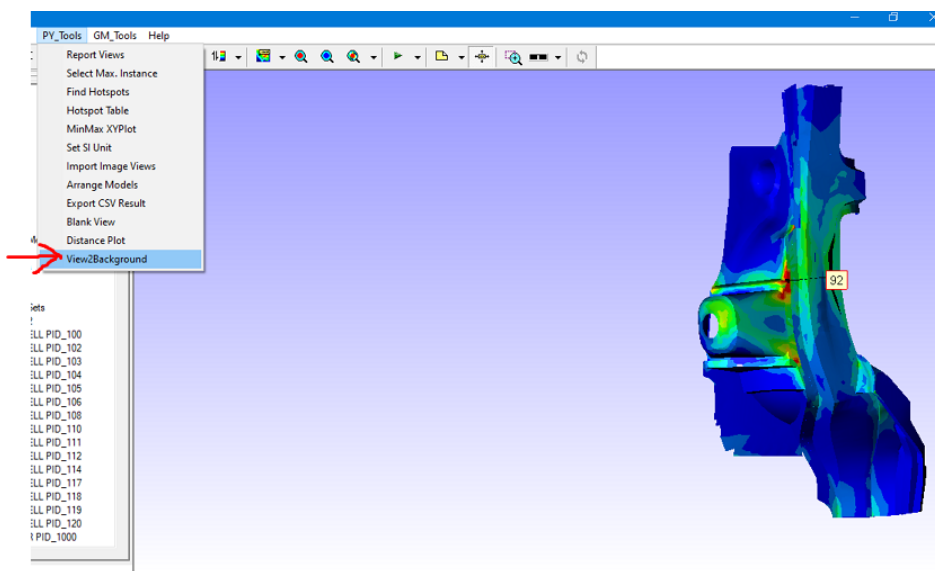 PY_Tools GM_Tools Help
Report Views
Select Max. Instance
Find Hotspots
Hotspot Table
MinMax XYPlot
Set SI Unit
Import Image Views
Arrange Models
Export CSV Result
Blank View
Distance Plot
View2Background
92
ets
ELL PID_100
ELL PID_102
ELL PID_103
ELL PID_104
ELL PID_105
ELL PID_106
ELL PID_108
ELL PID_110
ELL PID_111
ELL PID_112
ELL PID_114
ELL PID_117
ELL PID_118
ELL PID_119
ELL PID_120
R PID_1000